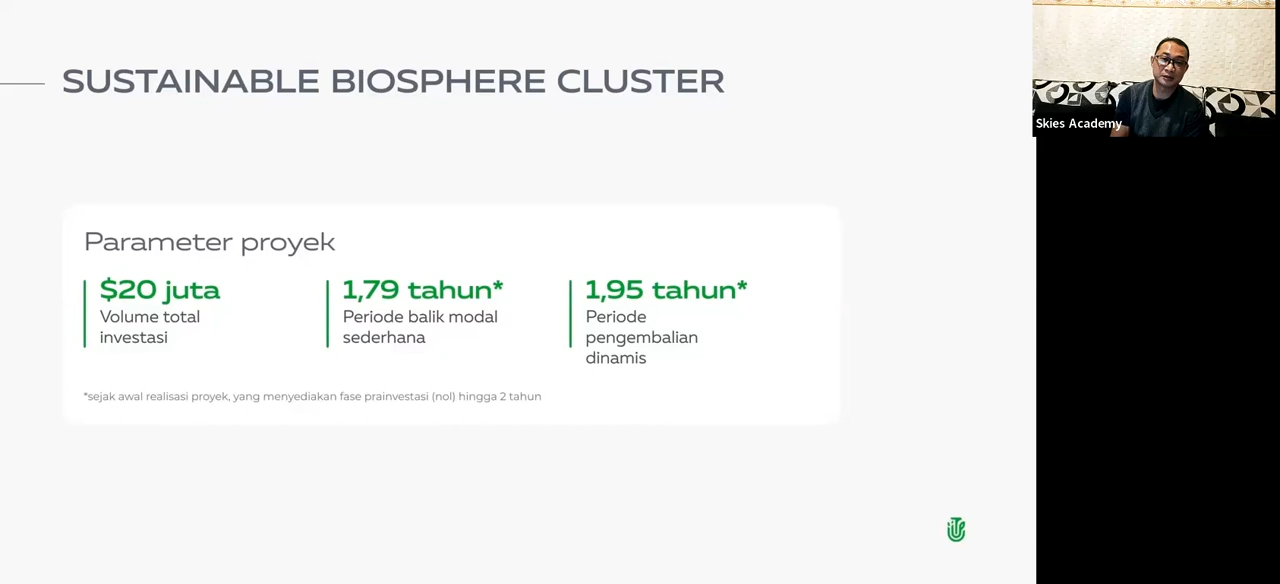 SUSTAINABLE BIOSPHERE CLUSTER
Parameter proyek
$20 juta
Volume total
investasi
1,79 tahun*
Periode balik modal
sederhana
1,95 tahun*
Periode
pengembalian
dinamis
*sejak awal realisasi proyek, yang menyediakan fase prainvestasi (nol) hingga 2 tahun
Skies Academy